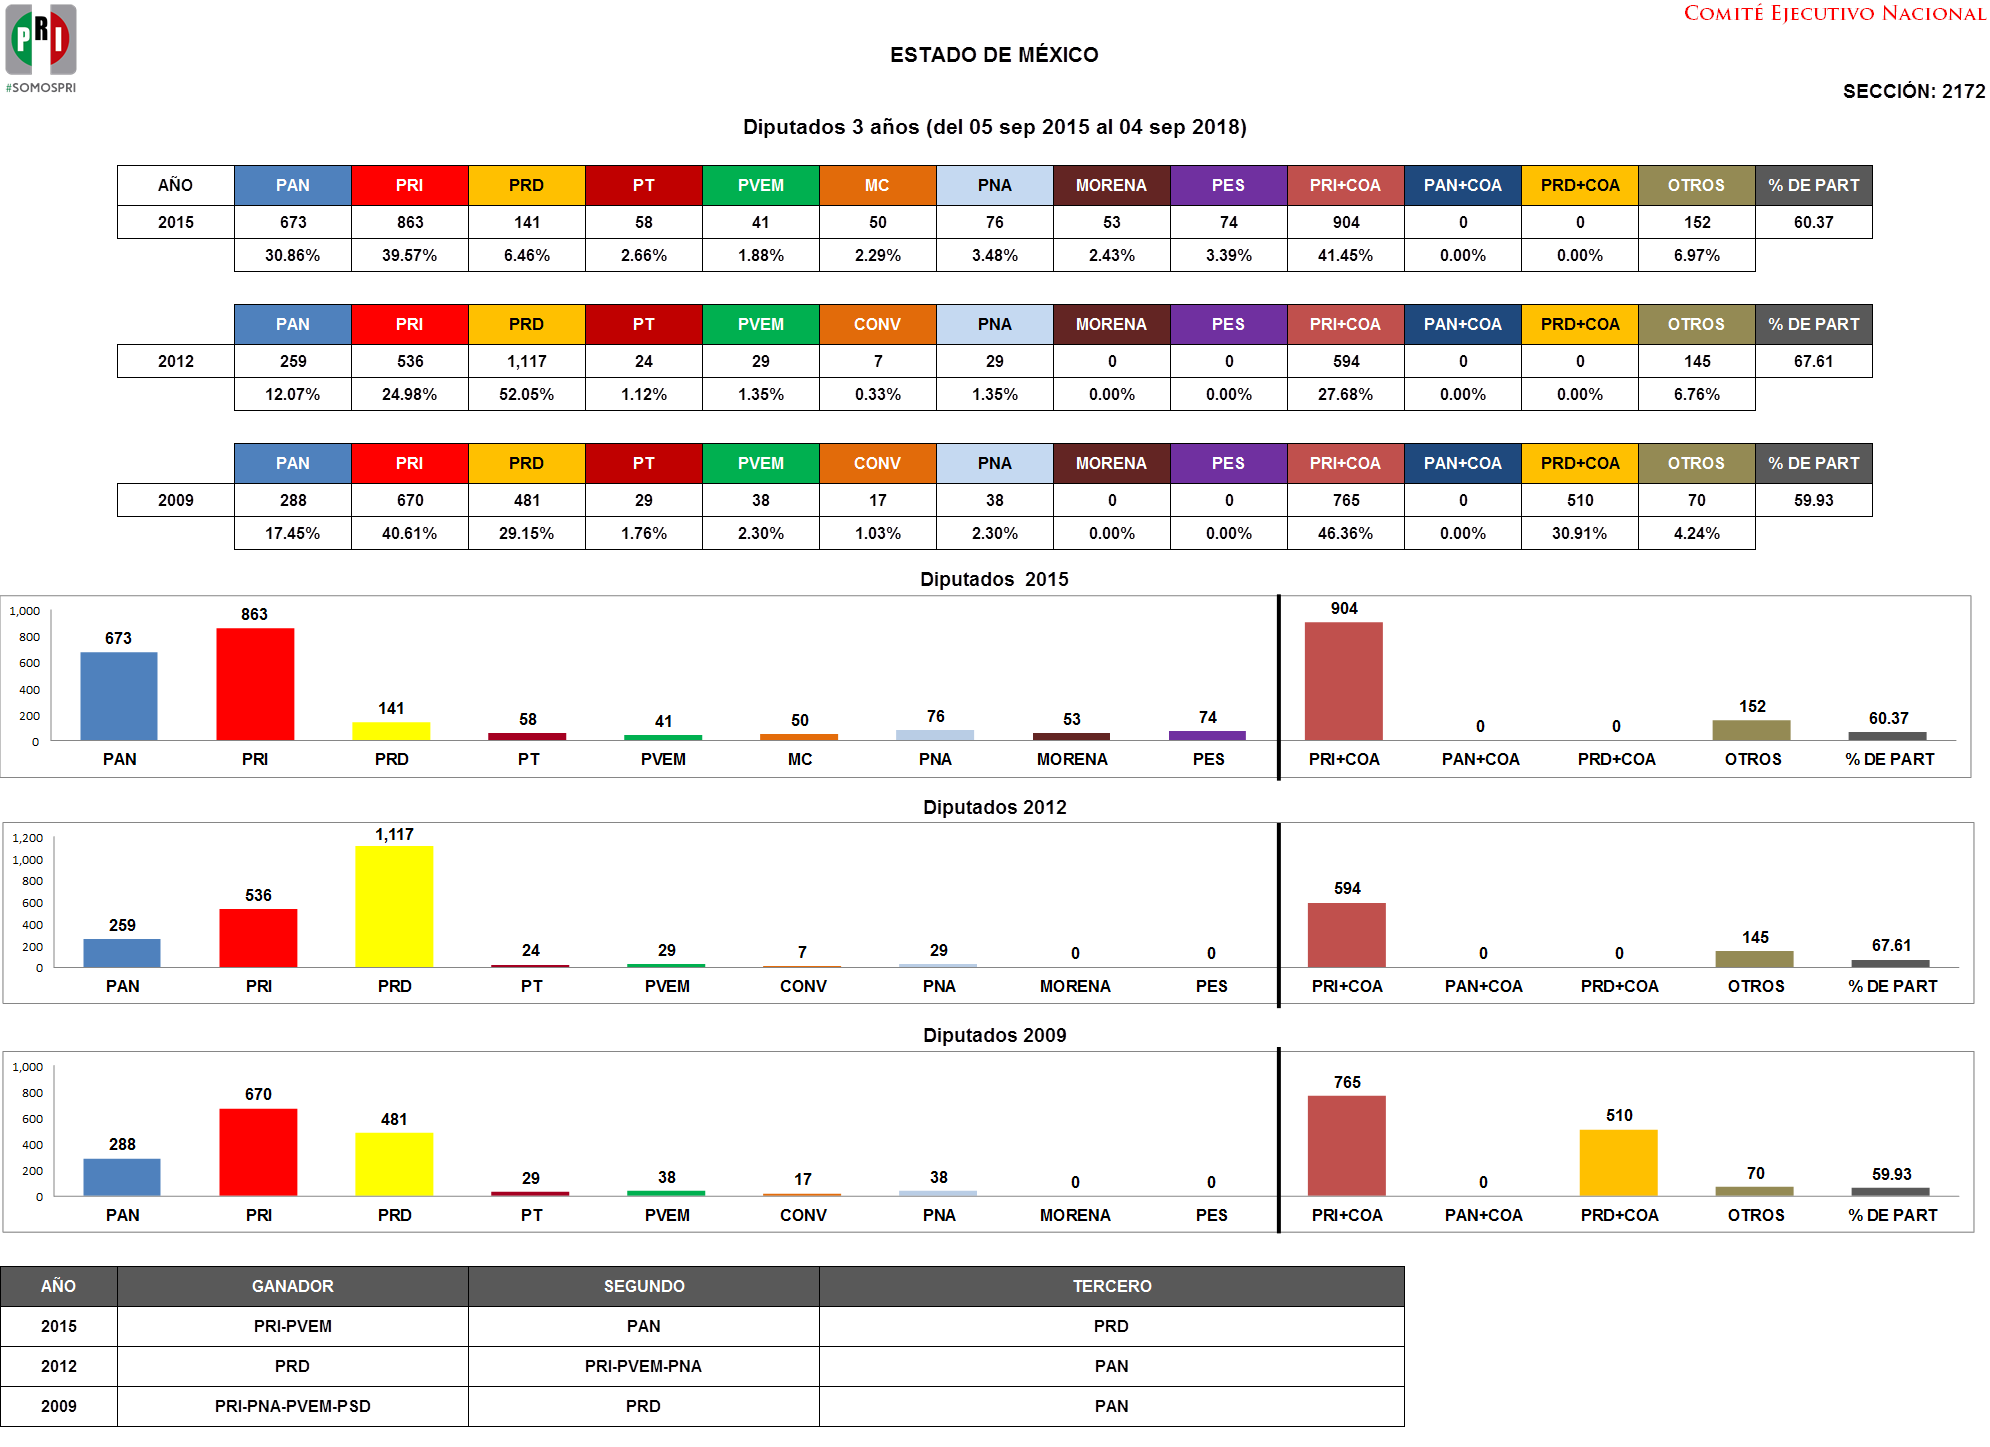 PRI
#SOMOSPRI
COMITÉ EJECUTIVO NACIONAL
ESTADO DE MÉXICO
SECCIÓN: 2172
Diputados 3 años (del 05 sep 2015 al 04 sep 2018)
AÑO PAN PRI PRD PT PVEM MC PNA MORENA PES PRI+COA PAN+COA PRD+COA OTROS % DE PART
2015 673 863 141 58 41 50 76 53 74 904 0 0 152 60.37
30.86% 39.57% 6.46% 2.66% 1.88% 2.29% 3.48% 2.43% 3.39% 41.45% 0.00% 0.00% 6.97%
PAN PRI PRD PT PVEM CONV PNA MORENA PES PRI+COA PAN+COA PRD+COA OTROS % DE PART
2012 259 536 1,117 24 29 7 29 0 0 594 0 0 145 67.61
12.07% 24.98% 52.05% 1.12% 1.35% 0.33% 1.35% 0.00% 0.00% 27.68% 0.00% 0.00% 6.76%
PAN PRI PRD PT PVEM CONV PNA MORENA PES PRI+COA PAN+COA PRD+COA OTROS % DE PART
2009 288 670 481 29 38 17 38 0 0 765 0 510 70 59.93
17.45% 40.61% 29.15% 1.76% 2.30% 1.03% 2.30% 0.00% 0.00% 46.36% 0.00% 30.91% 4.24%
Diputados 2015
1,000
800
600
400
200
0
673 863 141 58 41 50 76 53 74 904 0 0 152 60.37
PAN PRI PRD PT PVEM MC PNA MORENA PES PRI+COA PAN+COA PRD+COA OTROS % DE PART
Diputados 2012
1,200
1,000
800
600
400
200
0
259 536 1,117 24 29 7 29 0 0 594 0 0 145 67.61
PAN PRI PRD PT PVEM CONV PNA MORENA PES PRI+COA PAN+COA PRD+COA OTROS % DE PART
Diputados 2009
1,000
800
600
400
200
0
288 670 481 29 38 17 38 0 0 765 0 510 70 59.93
PAN PRI PRD PT PVEM CONV PNA MORENA PES PRI+COA PAN+COA PRD+COA OTROS % DE PART
AÑO GANADOR SEGUNDO TERCERO
2015 PRI-PVEM PAN PRD
2012 PRD PRI-PVEM-PNA PAN
2009 PRI-PNA-PVEM-PSD PRD PAN